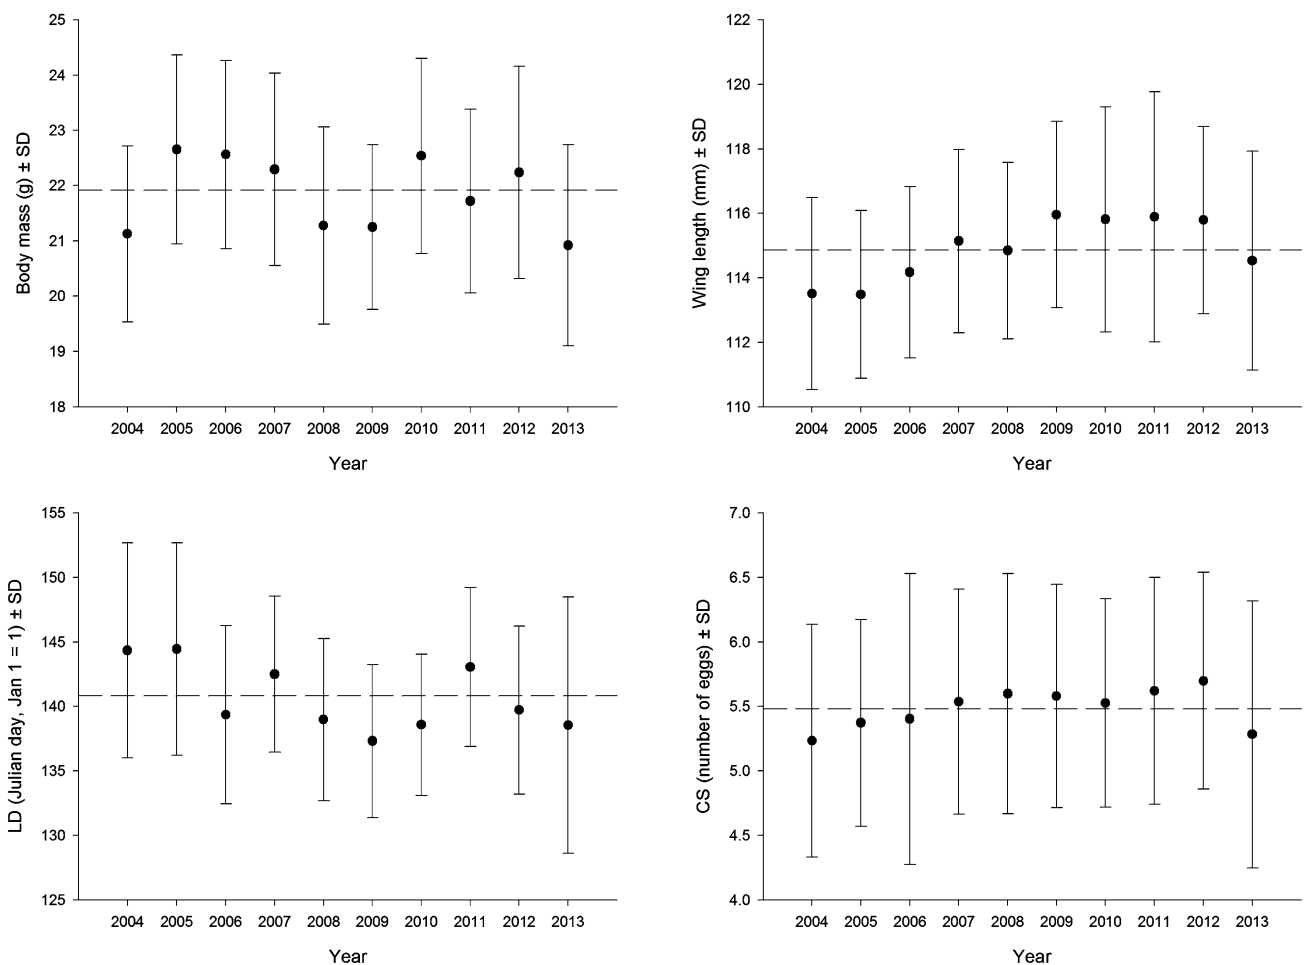 25
24
23
22
21
20
19
18
Body mass (g) ± SD
2004 2005 2006 2007 2008 2009 2010 2011 2012 2013
Year
122
120
118
116
114
112
110
Wing length (mm) ± SD
2004 2005 2006 2007 2008 2009 2010 2011 2012 2013
Year
155
150
145
140
135
130
125
LD (Julian day, Jan 1 = 1) ± SD
2004 2005 2006 2007 2008 2009 2010 2011 2012 2013
Year
7.0
6.5
6.0
5.5
5.0
4.5
4.0
CS (number of eggs) ± SD
2004 2005 2006 2007 2008 2009 2010 2011 2012 2013
Year